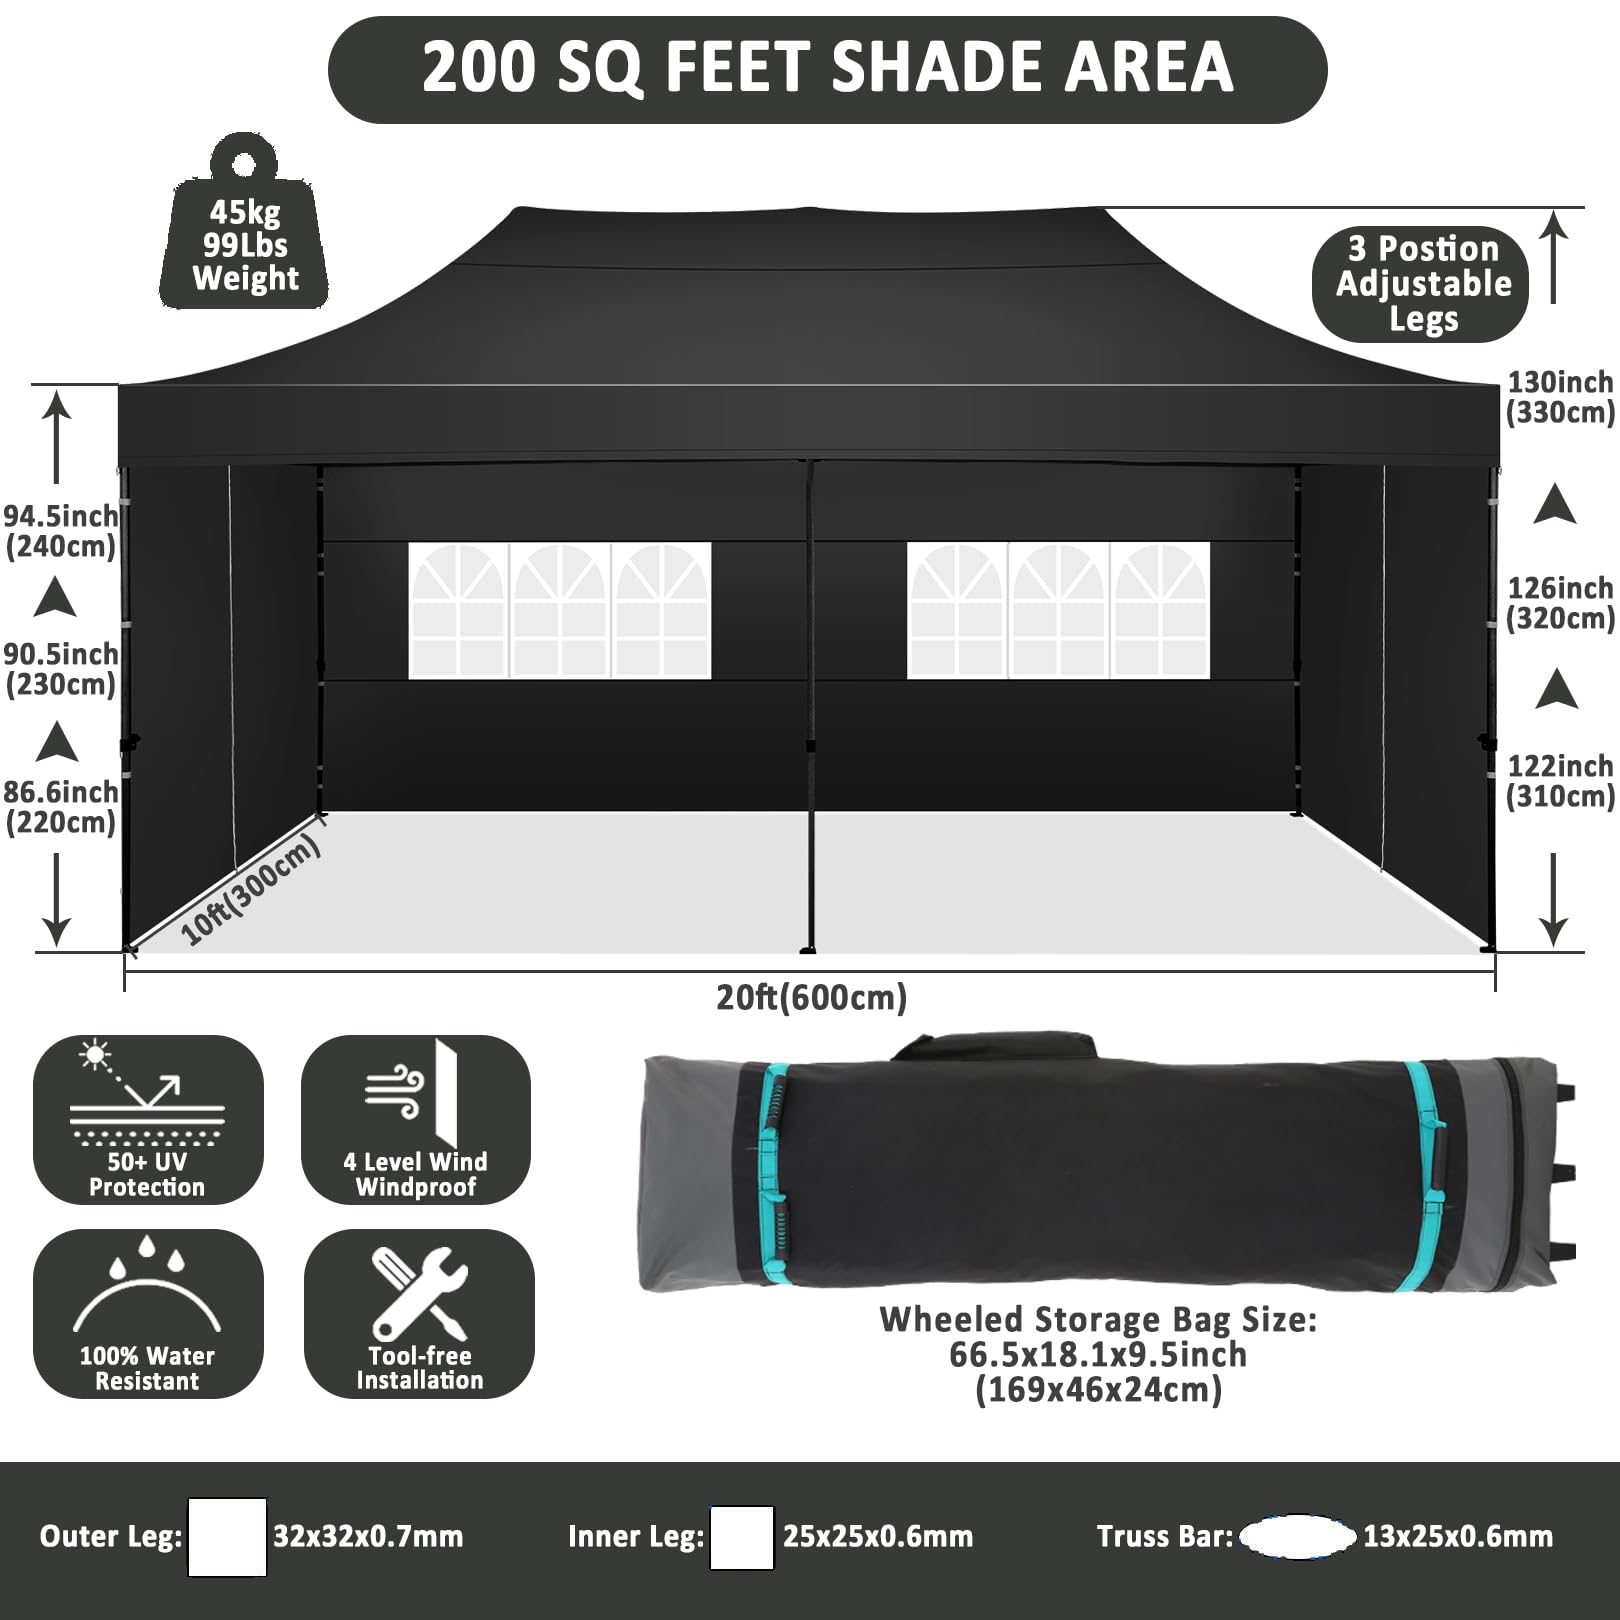 200 SQ FEET SHADE AREA
45kg
99Lbs
Weight
3 Postion
Adjustable
Legs
94.5inch
(240cm)
90.5inch
(230cm)
86.6inch
(220cm)
130inch
(330cm)
126inch
(320cm)
122inch
(310cm)
10ft(300cm)
20ft(600cm)
50+ UV
Protection
4 Level Wind
Windproof
100% Water
Resistant
Tool-free
Installation
Wheeled Storage Bag Size:
66.5x18.1x9.5inch
(169x46x24cm)
Outer Leg: 32x32x0.7mm
Inner Leg: 25x25x0.6mm
Truss Bar: 13x25x0.6mm